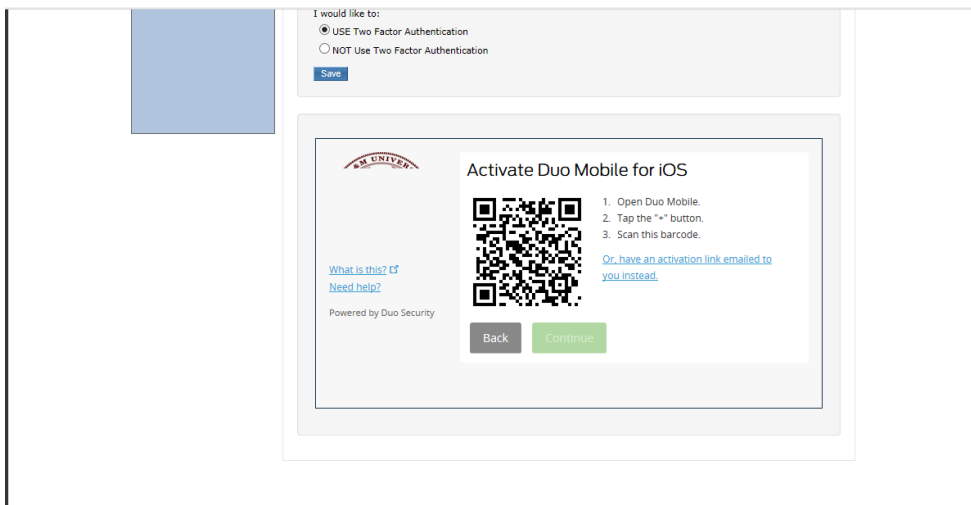 I would like to:
USE Two Factor Authentication
NOT Use Two Factor Authentication
Save
&M UNIVER
Activate Duo Mobile for iOS
1. Open Duo Mobile.
2. Tap the "+" button.
3. Scan this barcode.
Or, have an activation link emailed to
you instead.
What is this?
Need help?
Powered by Duo Security
Back
Continue